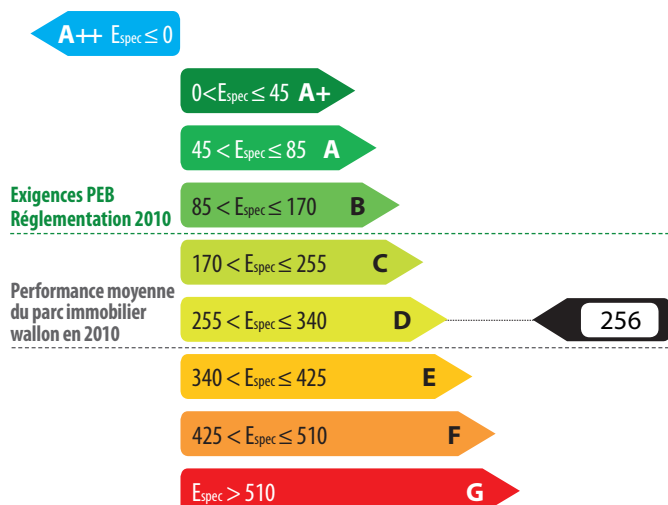 A++ Espec ≤ 0
0<Espec ≤ 45 A+
45 < Espec ≤ 85 A
Exigences PEB
Réglementation 2010
85 < Espec ≤ 170 B
170 < Espec ≤ 255 C
Performance moyenne
du parc immobilier
wallon en 2010
255 < Espec ≤ 340 D
256
340 < Espec ≤ 425 E
425 < Espec ≤ 510 F
Espec > 510 G